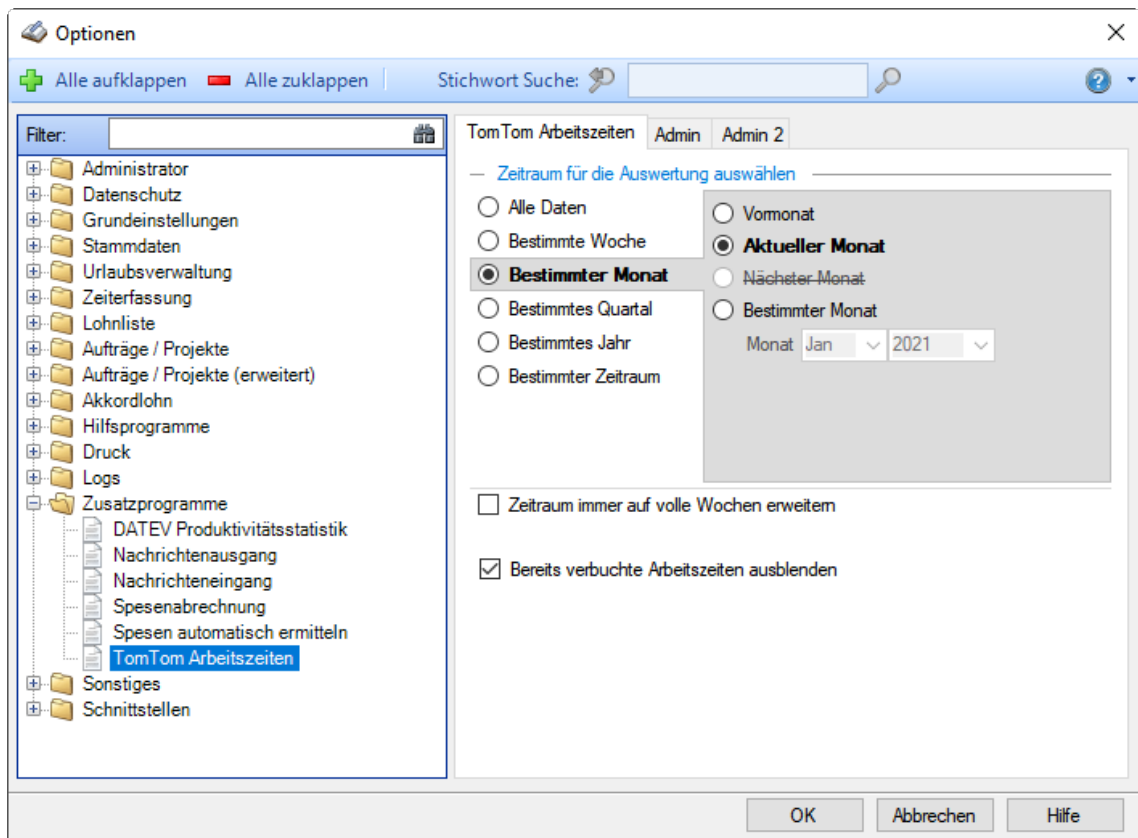 Optionen
Alle aufklappen Alle zuklappen Stichwort Suche:
Filter:
Administrator
Datenschutz
Grundeinstellungen
Stammdaten
Urlaubsverwaltung
Zeiterfassung
Lohnliste
Aufträge / Projekte
Aufträge / Projekte (erweitert)
Akkordlohn
Hilfsprogramme
Druck
Logs
Zusatzprogramme
DATEV Produktivitätsstatistik
Nachrichtenausgang
Nachrichteneingang
Spesenabrechnung
Spesen automatisch ermitteln
TomTom Arbeitszeiten
Sonstiges
Schnittstellen
TomTom Arbeitszeiten Admin Admin 2
Zeitraum für die Auswertung auswählen
Alle Daten
Bestimmte Woche
Bestimmter Monat
Bestimmtes Quartal
Bestimmtes Jahr
Bestimmter Zeitraum
Vormonat
Aktueller Monat
Nächster Monat
Bestimmter Monat
Monat Jan 2021
Zeitraum immer auf volle Wochen erweitern
Bereits verbuchte Arbeitszeiten ausblenden
OK Abbrechen Hilfe